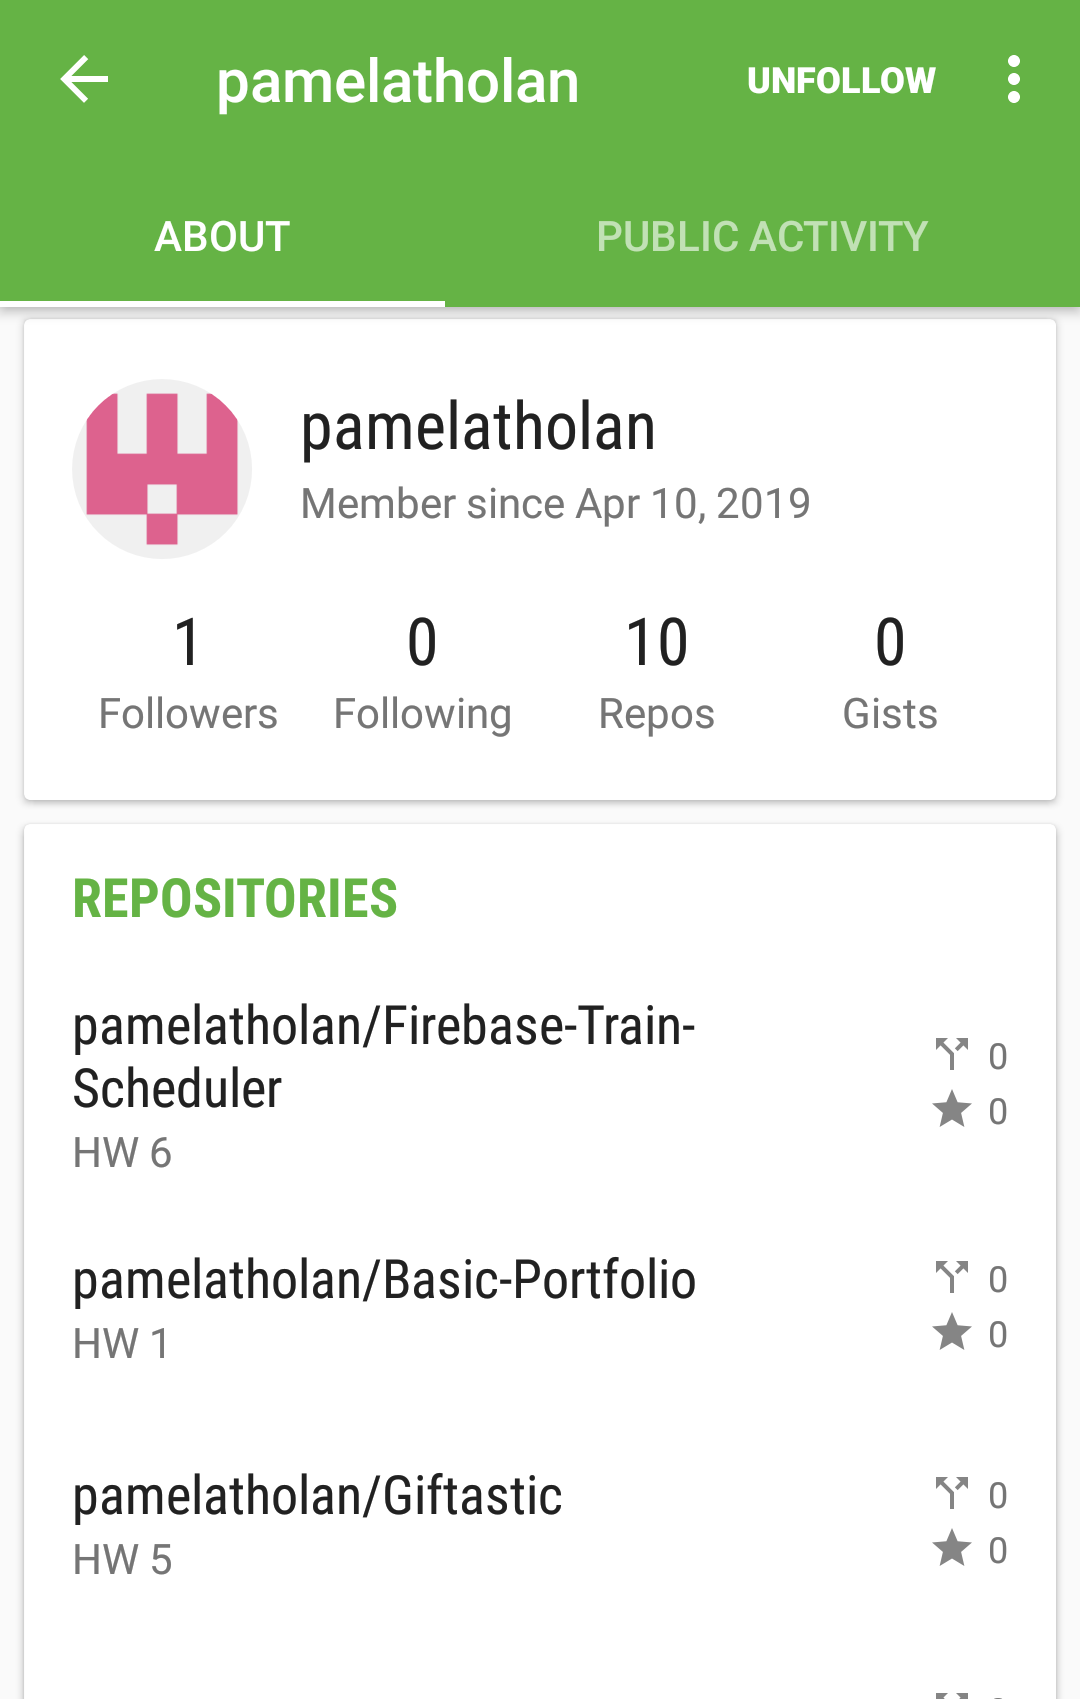 pamelatholan
UNFOLLOW
ABOUT
PUBLIC ACTIVITY
pamelatholan
Member since Apr 10, 2019
1
Followers
0
Following
10
Repos
0
Gists
REPOSITORIES
pamelatholan/Firebase-Train-
Scheduler
HW 6
0
0
pamelatholan/Basic-Portfolio
HW 1
0
0
pamelatholan/Giftastic
HW 5
0
0